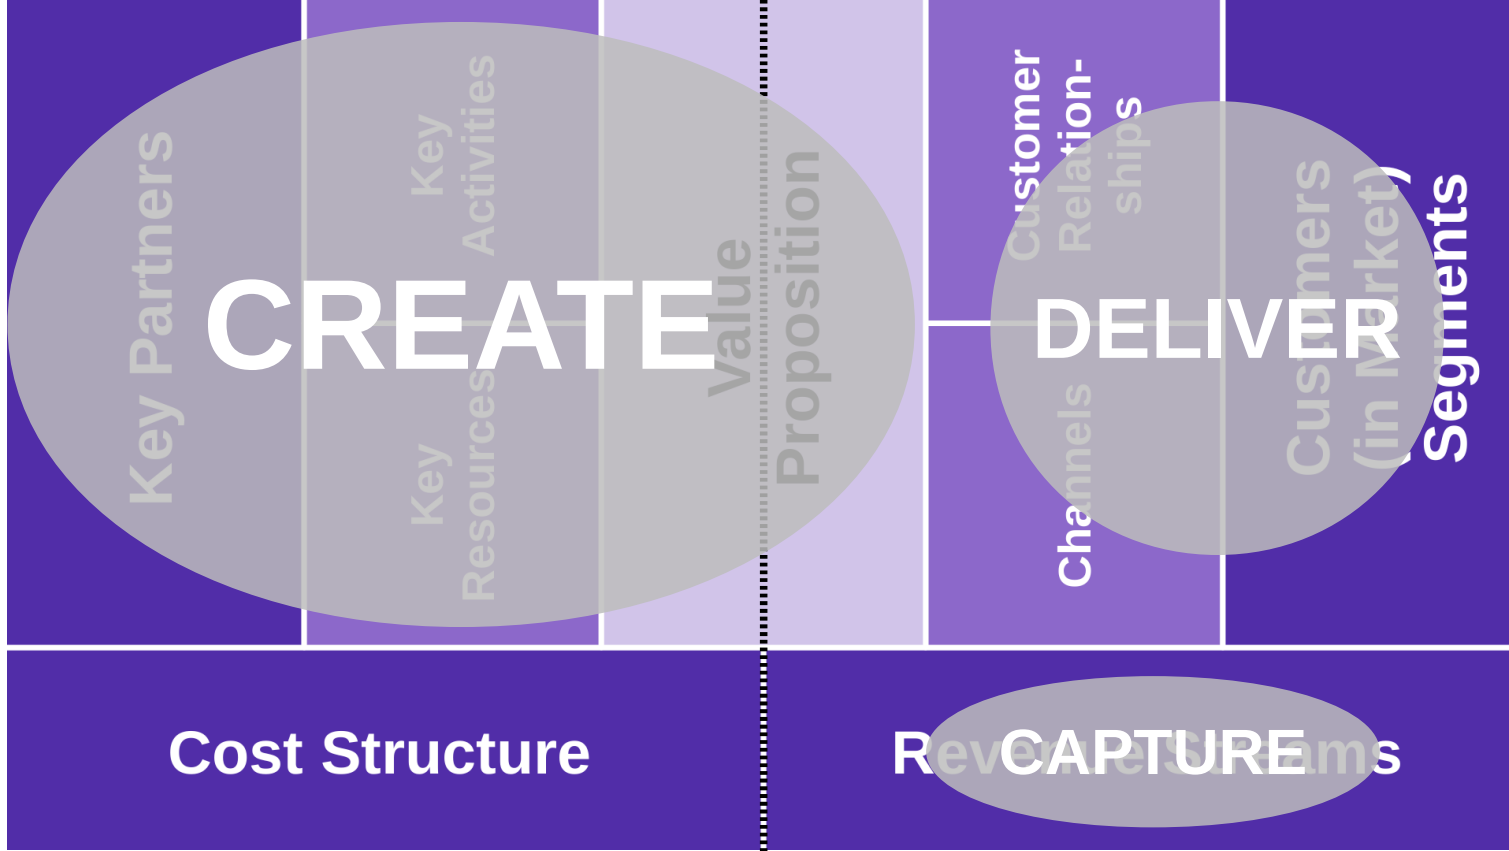 Key Partners
Key
Activities
Key
Resources
CREATE
Value
Proposition
Customer
Relation-
ships
Channels
DELIVER
Customers
(in Market)
Segments
Cost Structure
Revenue Streams
CAPTURE